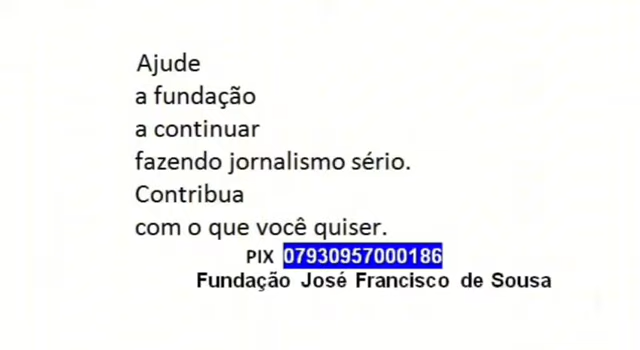 Ajude
a fundação
a continuar
fazendo jornalismo sério.
Contribua
com o que você quiser.
PIX 07930957000186
Fundação José Francisco de Sousa